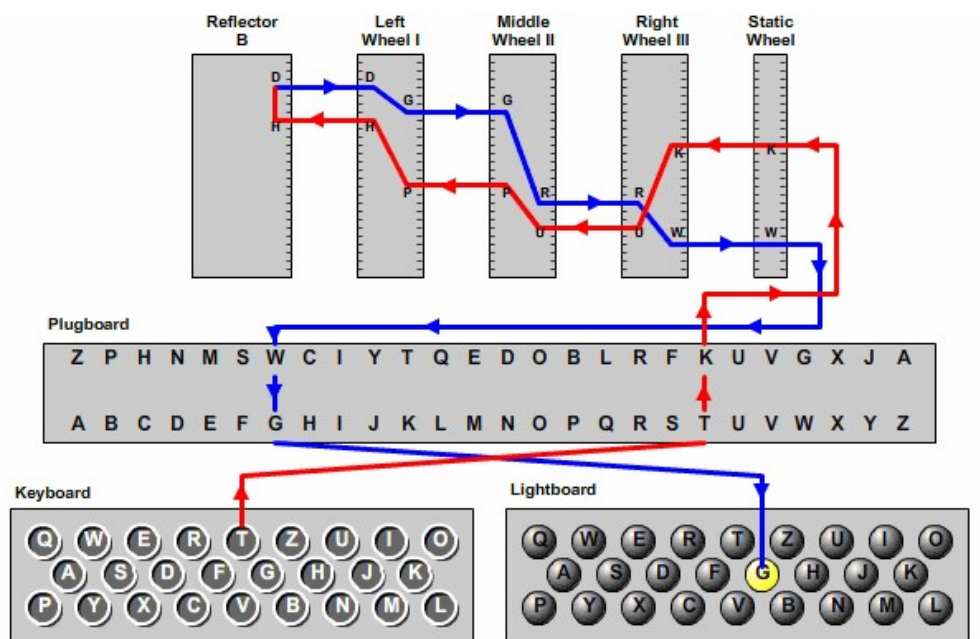 Reflector B
Left Wheel I
Middle Wheel II
Right Wheel III
Static Wheel
D D
G G
H H
K K
P P
R R
U U
W W
Plugboard
Z P H N M S W C I Y T Q E D O B L R F K U V G X J A
A B C D E F G H I J K L M N O P Q R S T U V W X Y Z
Keyboard
Q W E R T Z U I O
A S D F G H J K
P Y X C V B N M L
Lightboard
Q W E R T Z U I O
A S D F G H J K
P Y X C V B N M L